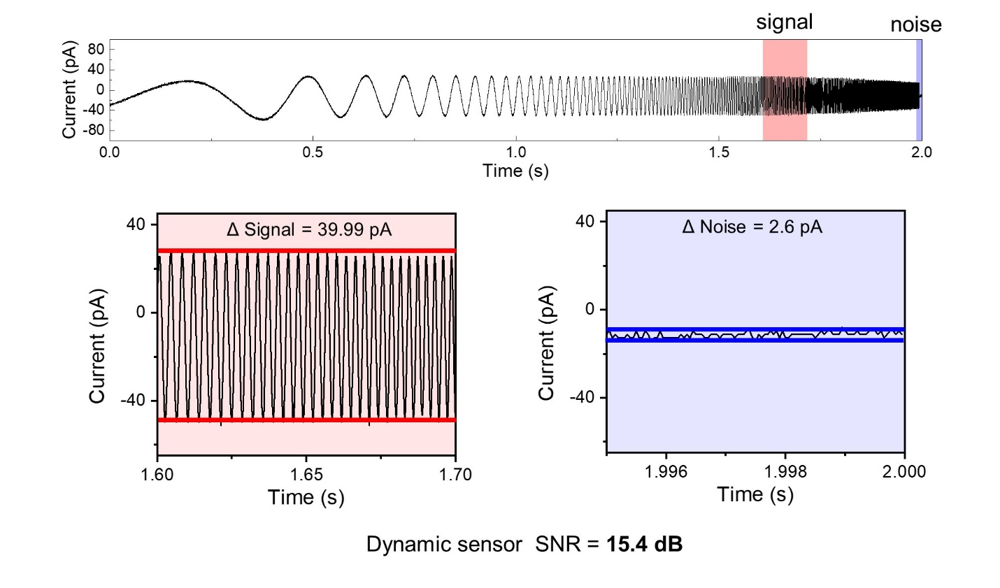 signal
noise
Current (pA)
80
40
0
-40
-80
0.0
0.5
1.0
1.5
2.0
Time (s)
Δ Signal = 39.99 pA
Current (pA)
40
0
-40
1.60
1.65
1.70
Time (s)
Δ Noise = 2.6 pA
Current (pA)
40
0
-40
1.996
1.998
2.000
Time (s)
Dynamic sensor SNR = 15.4 dB